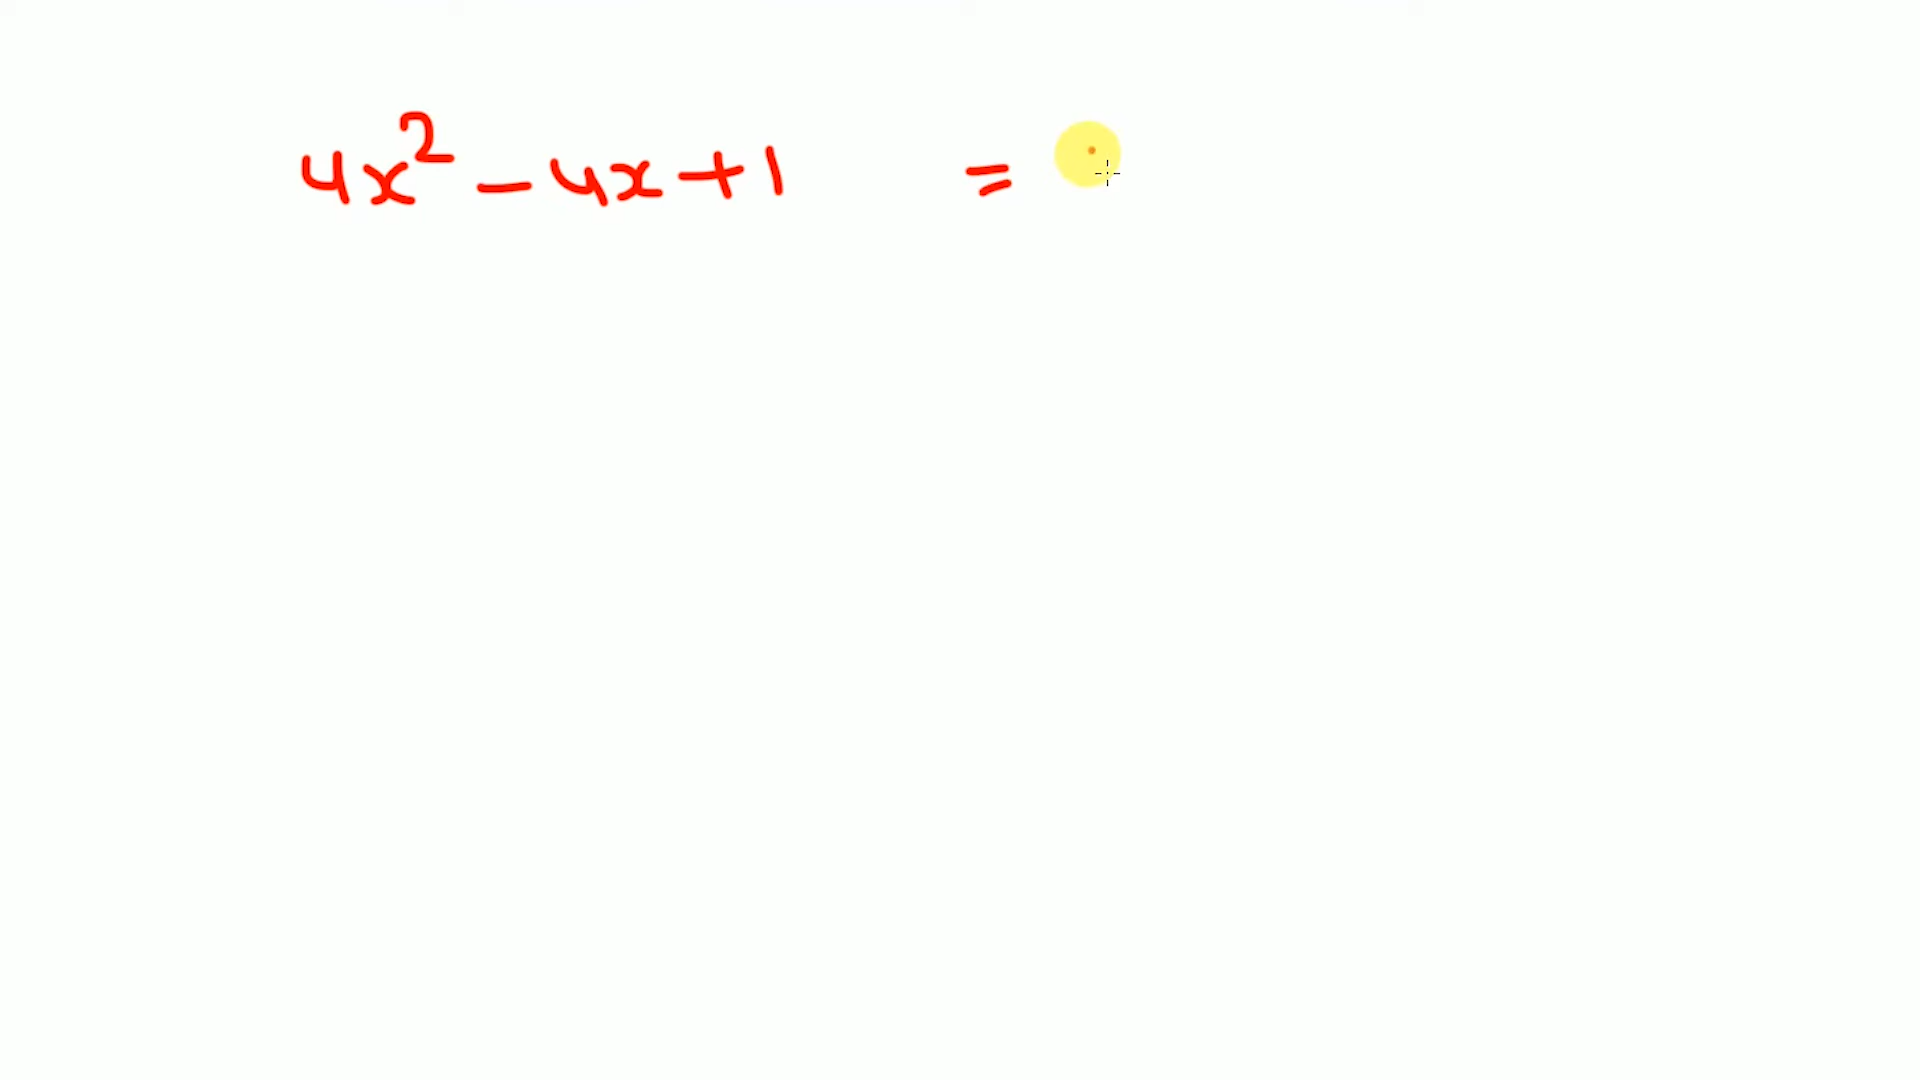 4x² - 4x + 1 =